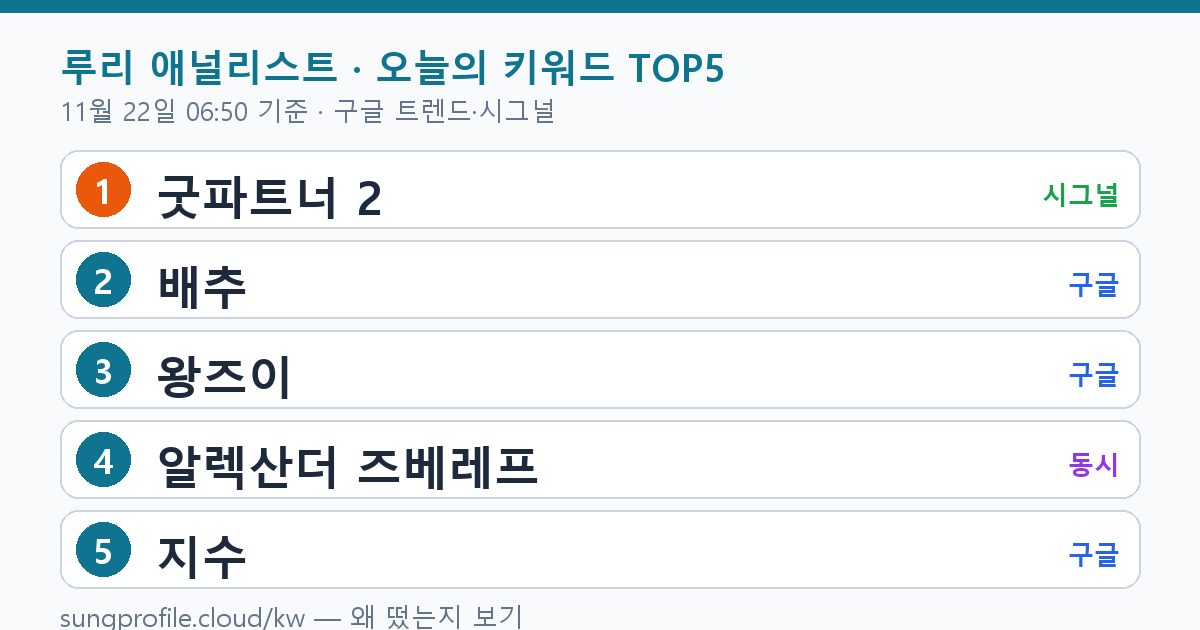 루리 애널리스트 · 오늘의 키워드 TOP5
11월 22일 06:50 기준 · 구글 트렌드·시그널
1 굿파트너 2 시그널
2 배추 구글
3 왕즈이 구글
4 알렉산더 즈베레프 동시
5 지수 구글
sungprofile.cloud/kw — 왜 떴는지 보기